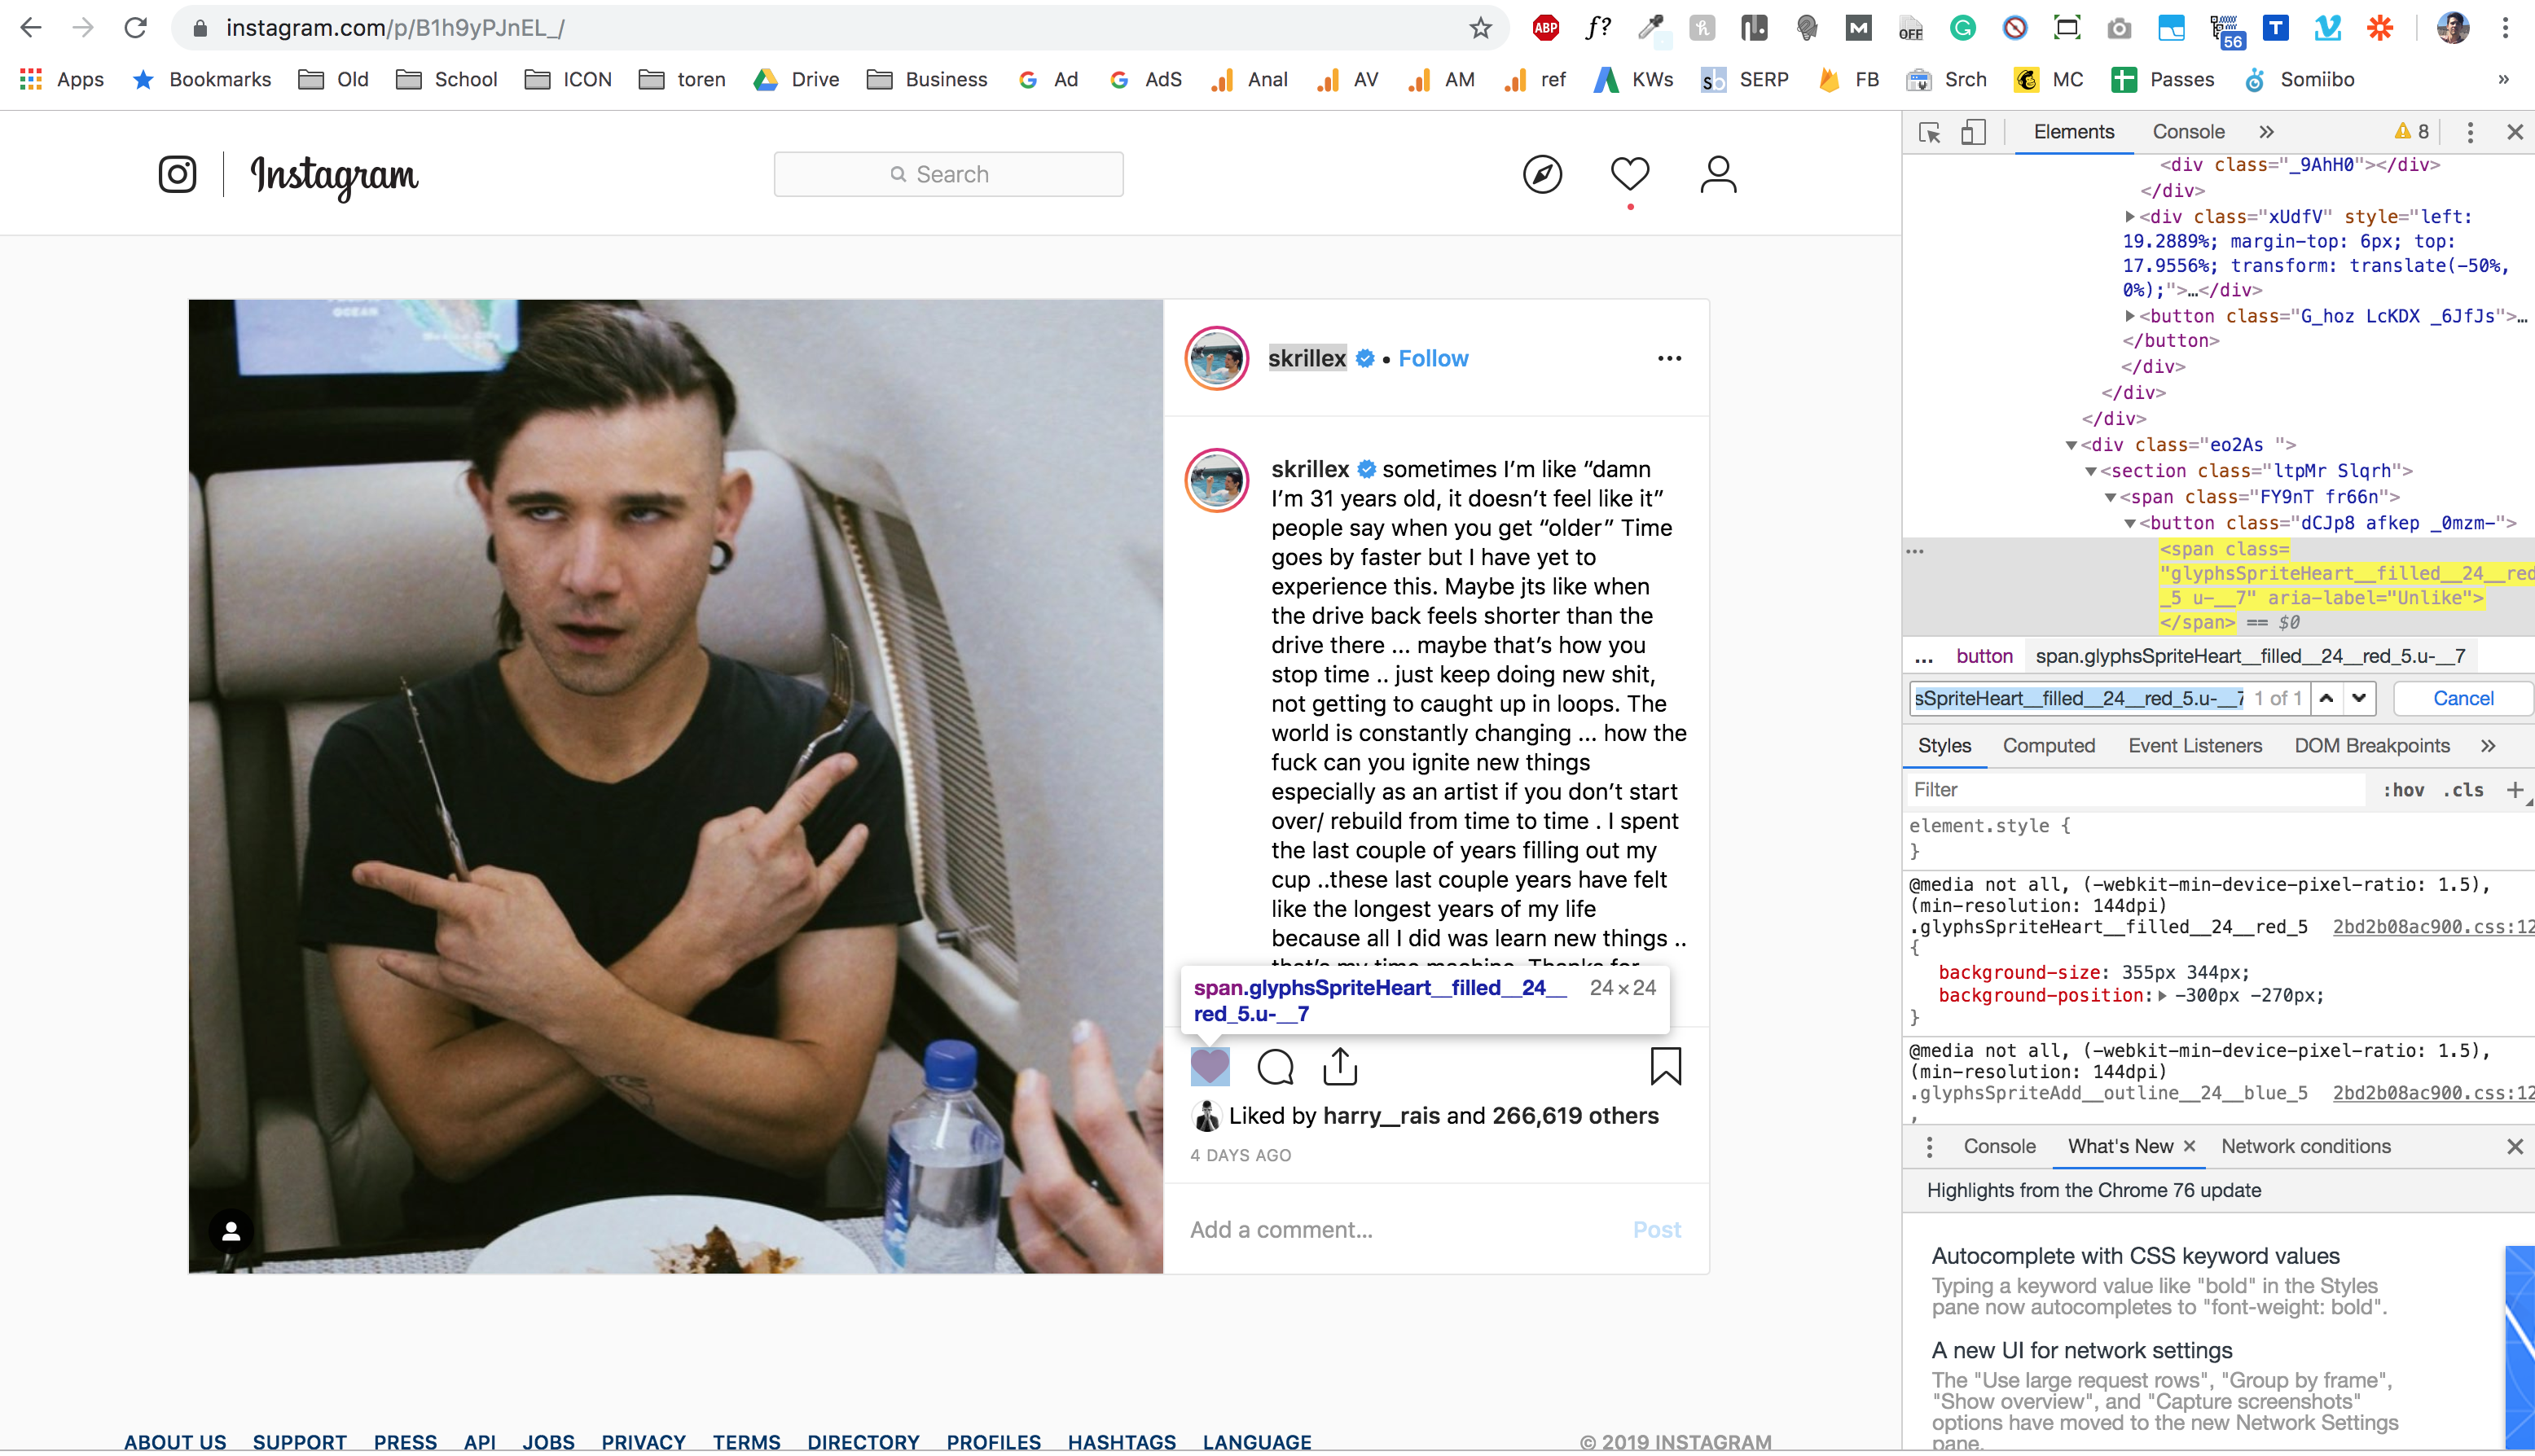 instagram.com/p/B1h9yPJnEL_/
ABP
f?
OFF
56
Apps Bookmarks Old School ICON toren Drive Business Ad AdS Anal AV AM ref KWs SERP FB Srch MC Passes Somiibo »
Instagram
Search
skrillex • Follow
skrillex sometimes I’m like “damn
I’m 31 years old, it doesn’t feel like it”
people say when you get “older” Time
goes by faster but I have yet to
experience this. Maybe jts like when
the drive back feels shorter than the
drive there ... maybe that’s how you
stop time .. just keep doing new shit,
not getting to caught up in loops. The
world is constantly changing ... how the
fuck can you ignite new things
especially as an artist if you don’t start
over/ rebuild from time to time . I spent
the last couple of years filling out my
cup ..these last couple years have felt
like the longest years of my life
because all I did was learn new things ..
that’s my time machine. Thanks for
span.glyphsSpriteHeart__filled__24__ 24×24
red_5.u-__7
Liked by harry__rais and 266,619 others
4 DAYS AGO
Add a comment... Post
ABOUT US SUPPORT PRESS API JOBS PRIVACY TERMS DIRECTORY PROFILES HASHTAGS LANGUAGE
© 2019 INSTAGRAM
Elements Console » 8
<div class="_9AhH0"></div>
</div>
<div class="xUdfV" style="left:
19.2889%; margin-top: 6px; top:
17.9556%; transform: translate(-50%,
0%);">…</div>
<button class="G_hoz LcKDX _6JfJs">…
</button>
</div>
</div>
</div>
<div class="eo2As ">
<section class="ltpMr Slqrh">
<span class="FY9nT fr66n">
<button class="dCJp8 afkep _0mzm-">
<span class=
"glyphsSpriteHeart__filled__24__red
_5 u-__7" aria-label="Unlike">
</span> == $0
... button span.glyphsSpriteHeart__filled__24__red_5.u-__7
sSpriteHeart__filled__24__red_5.u-__7 1 of 1 Cancel
Styles Computed Event Listeners DOM Breakpoints »
Filter :hov .cls +
element.style {
}
@media not all, (-webkit-min-device-pixel-ratio: 1.5),
(min-resolution: 144dpi)
.glyphsSpriteHeart__filled__24__red_5 2bd2b08ac900.css:12
{
background-size: 355px 344px;
background-position: -300px -270px;
}
@media not all, (-webkit-min-device-pixel-ratio: 1.5),
(min-resolution: 144dpi)
.glyphsSpriteAdd__outline__24__blue_5 2bd2b08ac900.css:12
,
Console What's New × Network conditions
Highlights from the Chrome 76 update
Autocomplete with CSS keyword values
Typing a keyword value like "bold" in the Styles
pane now autocompletes to "font-weight: bold".
A new UI for network settings
The "Use large request rows", "Group by frame",
"Show overview", and "Capture screenshots"
options have moved to the new Network Settings
pane.